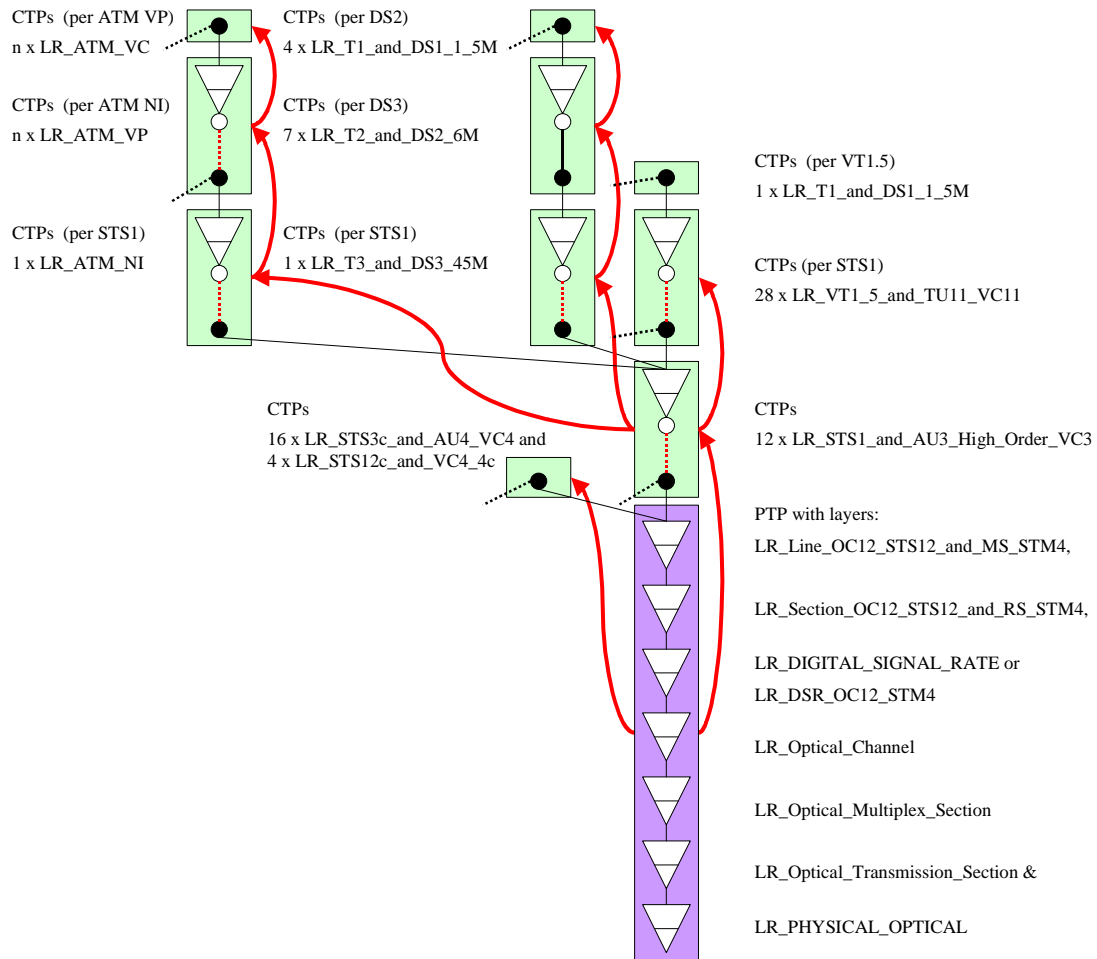 CTPs (per ATM VP)
n x LR_ATM_VC
CTPs (per DS2)
4 x LR_T1_and_DS1_1_5M
CTPs (per ATM NI)
n x LR_ATM_VP
CTPs (per DS3)
7 x LR_T2_and_DS2_6M
CTPs (per VT1.5)
1 x LR_T1_and_DS1_1_5M
CTPs (per STS1)
1 x LR_ATM_NI
CTPs (per STS1)
1 x LR_T3_and_DS3_45M
CTPs (per STS1)
28 x LR_VT1_5_and_TU11_VC11
CTPs
16 x LR_STS3c_and_AU4_VC4 and
4 x LR_STS12c_and_VC4_4c
CTPs
12 x LR_STS1_and_AU3_High_Order_VC3
PTP with layers:
LR_Line_OC12_STS12_and_MS_STM4,
LR_Section_OC12_STS12_and_RS_STM4,
LR_DIGITAL_SIGNAL_RATE or
LR_DSR_OC12_STM4
LR_Optical_Channel
LR_Optical_Multiplex_Section
LR_Optical_Transmission_Section &
LR_PHYSICAL_OPTICAL